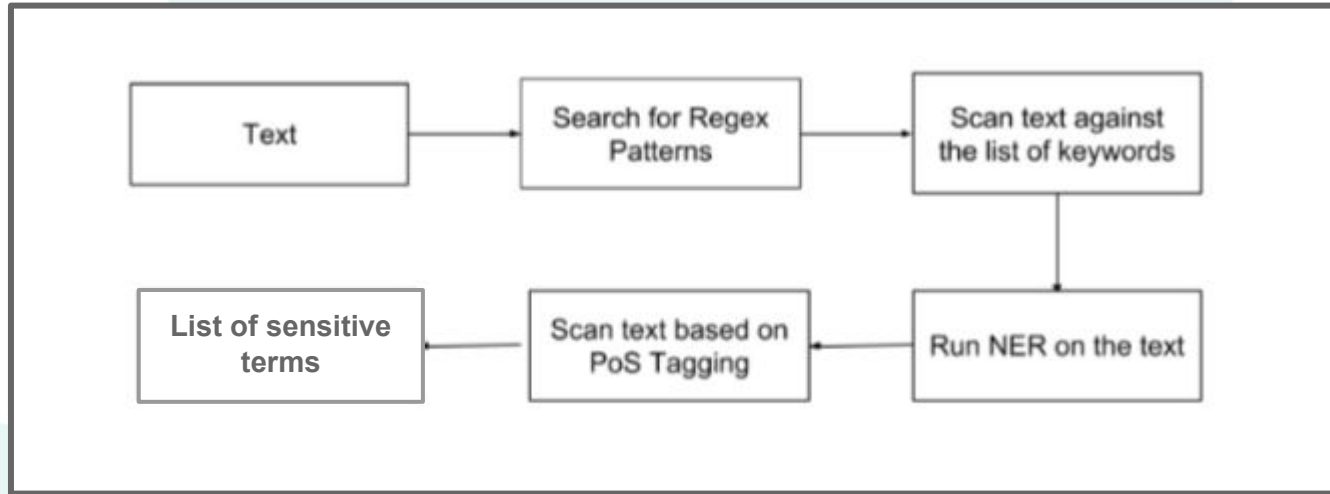 Text
Search for Regex
Patterns
Scan text against
the list of keywords
Run NER on the text
Scan text based on
PoS Tagging
List of sensitive
terms